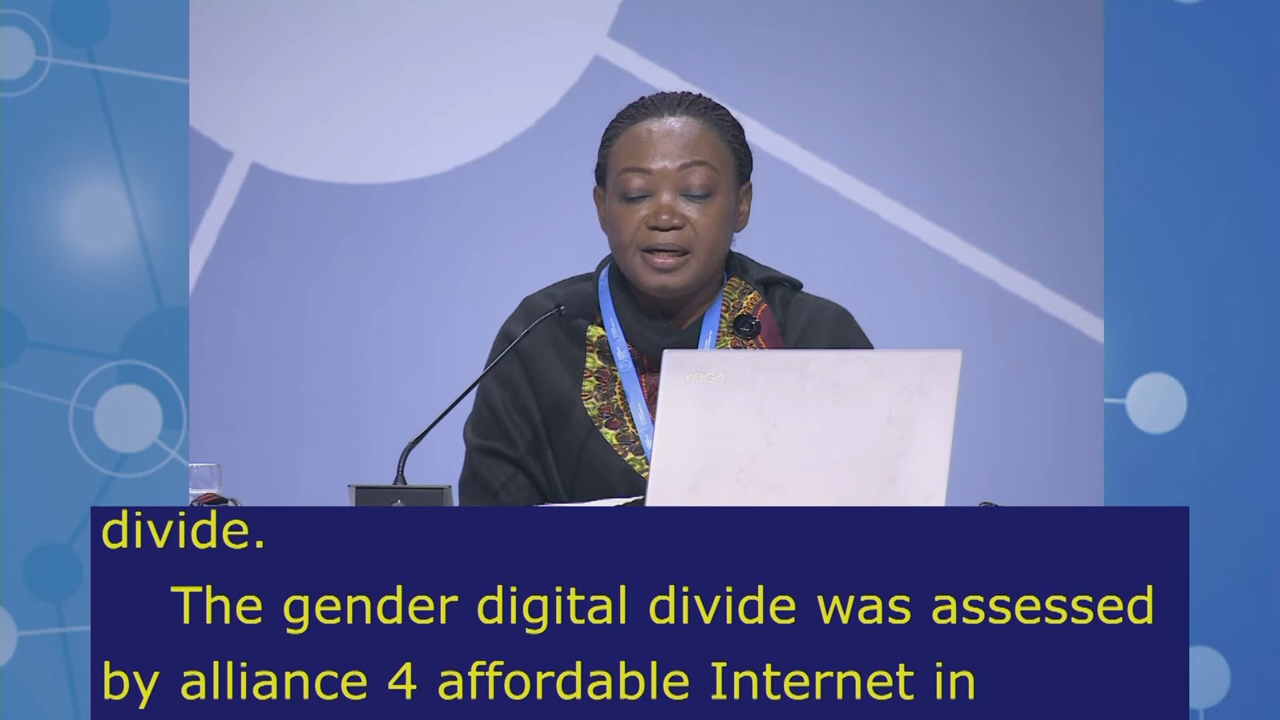 YOGA
divide.
The gender digital divide was assessed
by alliance 4 affordable Internet in